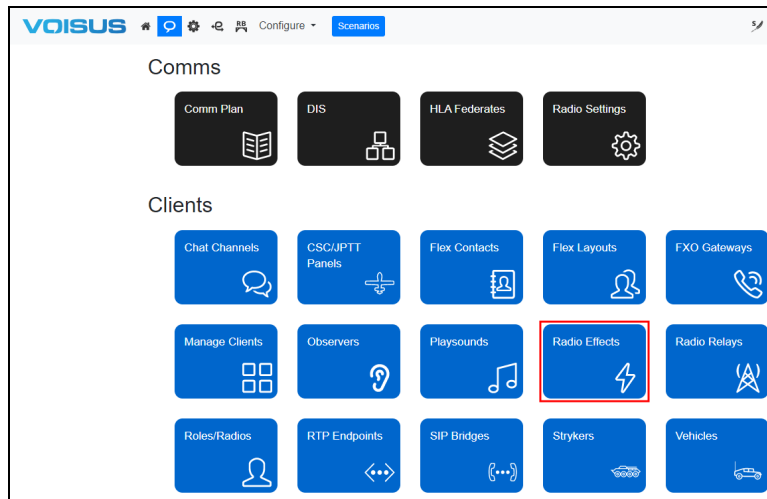 VOISUS RB Configure Scenarios 5
Comms
Comm Plan DIS HLA Federates Radio Settings
Clients
Chat Channels CSC/JPTT Panels Flex Contacts Flex Layouts FXO Gateways
Manage Clients Observers Playsounds Radio Effects Radio Relays
Roles/Radios RTP Endpoints SIP Bridges Strykers Vehicles